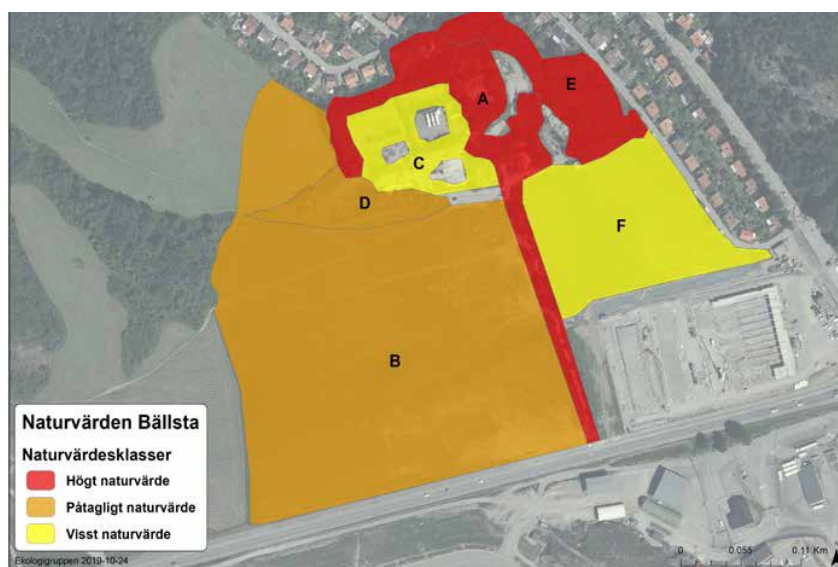 A
E
C
D
F
B
Naturvärden Bällsta
Naturvärdesklasser
Högt naturvärde
Påtagligt naturvärde
Visst naturvärde
Ekologigruppen 2019-10-24
0 0.055 0.11 Km